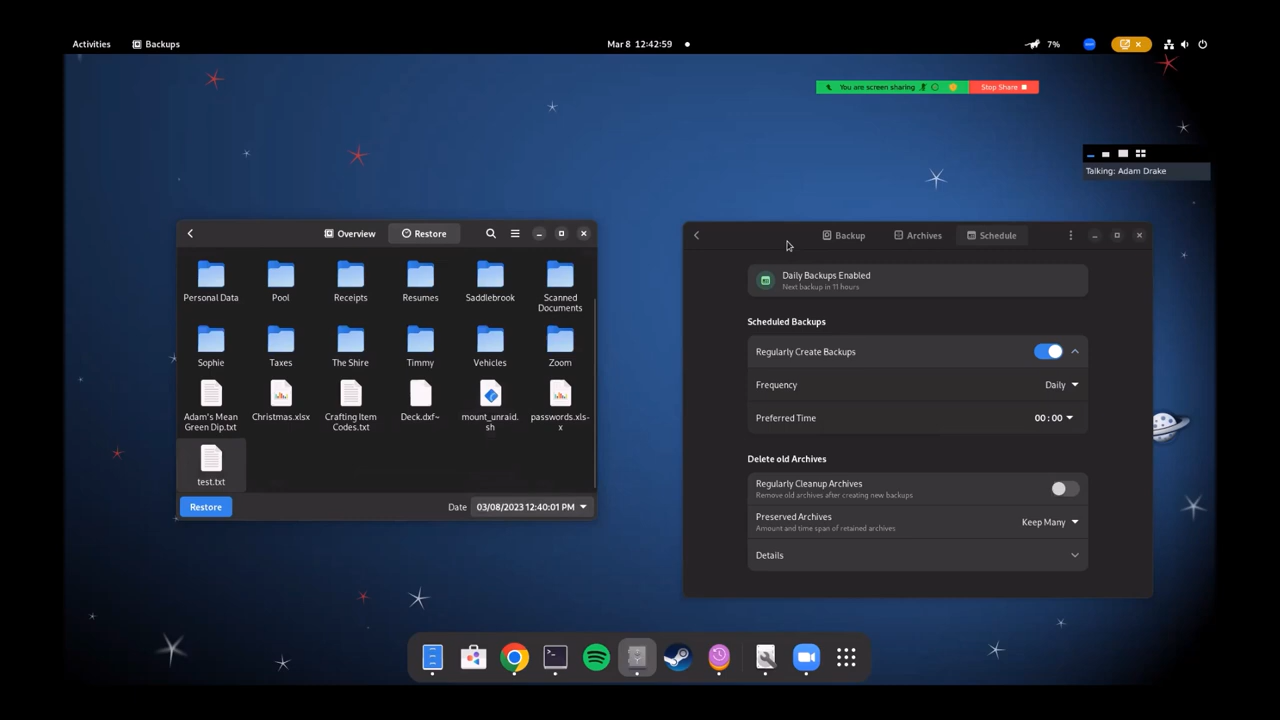 Activities
Backups
Mar 8 12:42:59
7%
You are screen sharing
Stop Share
Talking: Adam Drake
Overview
Restore
Personal Data
Pool
Receipts
Resumes
Saddlebrook
Scanned
Documents
Sophie
Taxes
The Shire
Timmy
Vehicles
Zoom
Adam's Mean
Green Dip.txt
Christmas.xlsx
Crafting Item
Codes.txt
Deck.dxf~
mount_unraid.
sh
passwords.xls-
x
test.txt
Restore
Date
03/08/2023 12:40:01 PM
Backup
Archives
Schedule
Daily Backups Enabled
Next backup in 11 hours
Scheduled Backups
Regularly Create Backups
Frequency
Daily
Preferred Time
00:00
Delete old Archives
Regularly Cleanup Archives
Remove old archives after creating new backups
Preserved Archives
Amount and time span of retained archives
Keep Many
Details